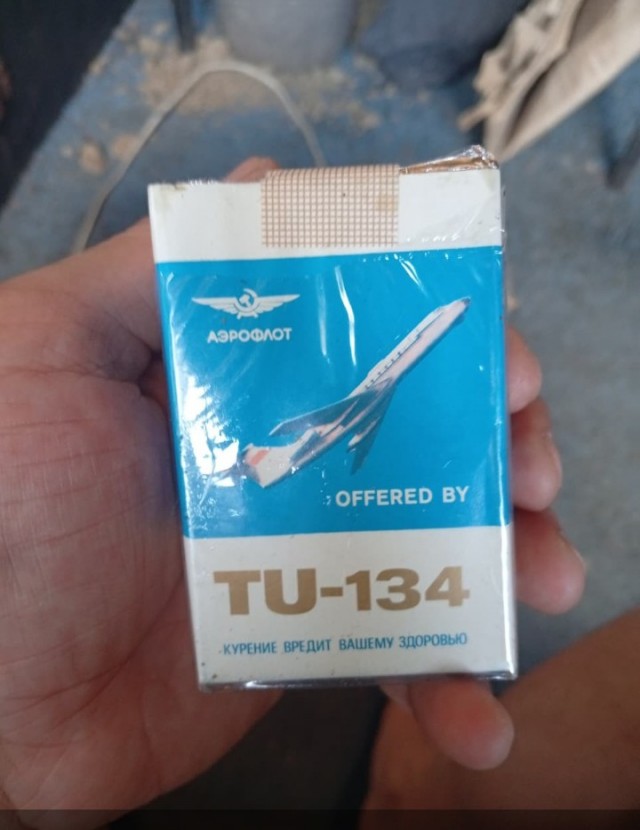 АЭРОФЛОТ
OFFERED BY
TU-134
КУРЕНИЕ ВРЕДИТ ВАШЕМУ ЗДОРОВЬЮ